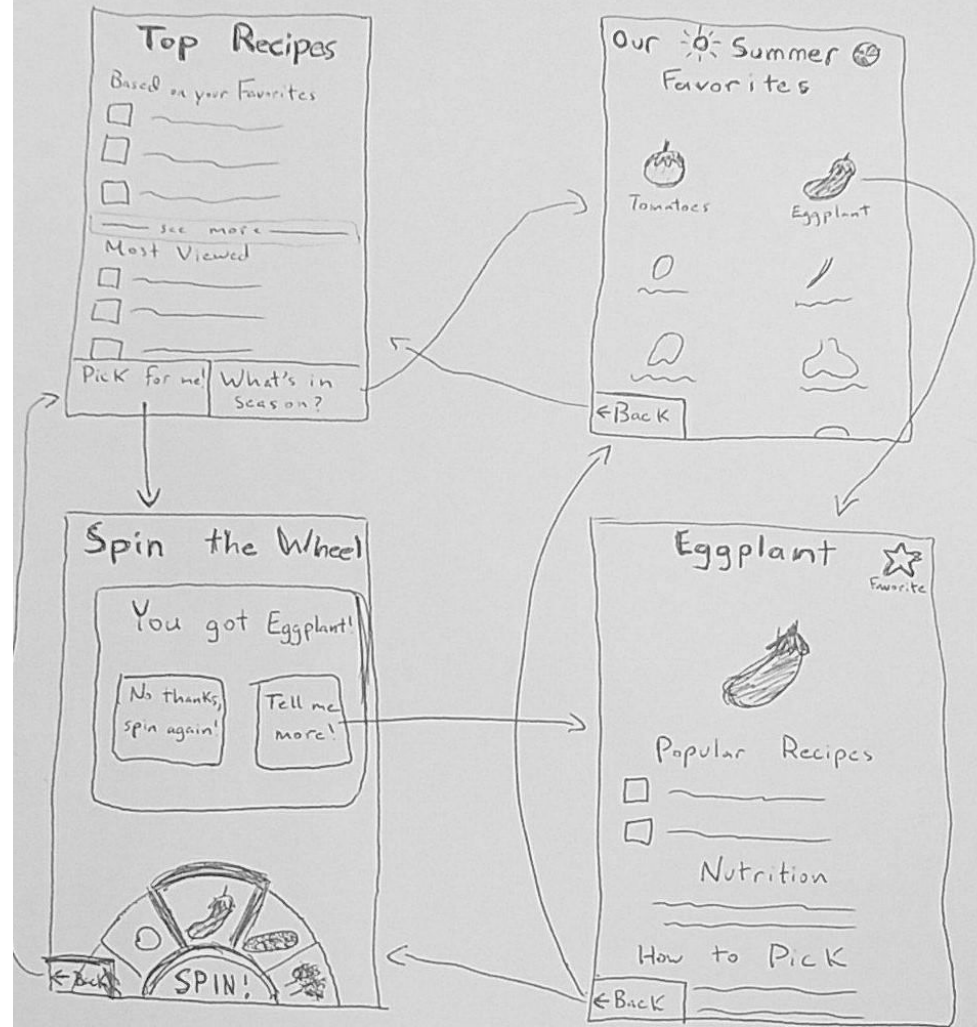 Top Recipes
Based on your Favorites
see more
Most Viewed
Pick for me!
What's in
season?
Our Summer
Favorites
Tomatoes
Eggplant
←Back
Spin the Wheel
You got Eggplant!
No thanks,
spin again!
Tell me
more!
SPIN!
←Back
Eggplant
Favorite
Popular Recipes
Nutrition
How to Pick
←Back